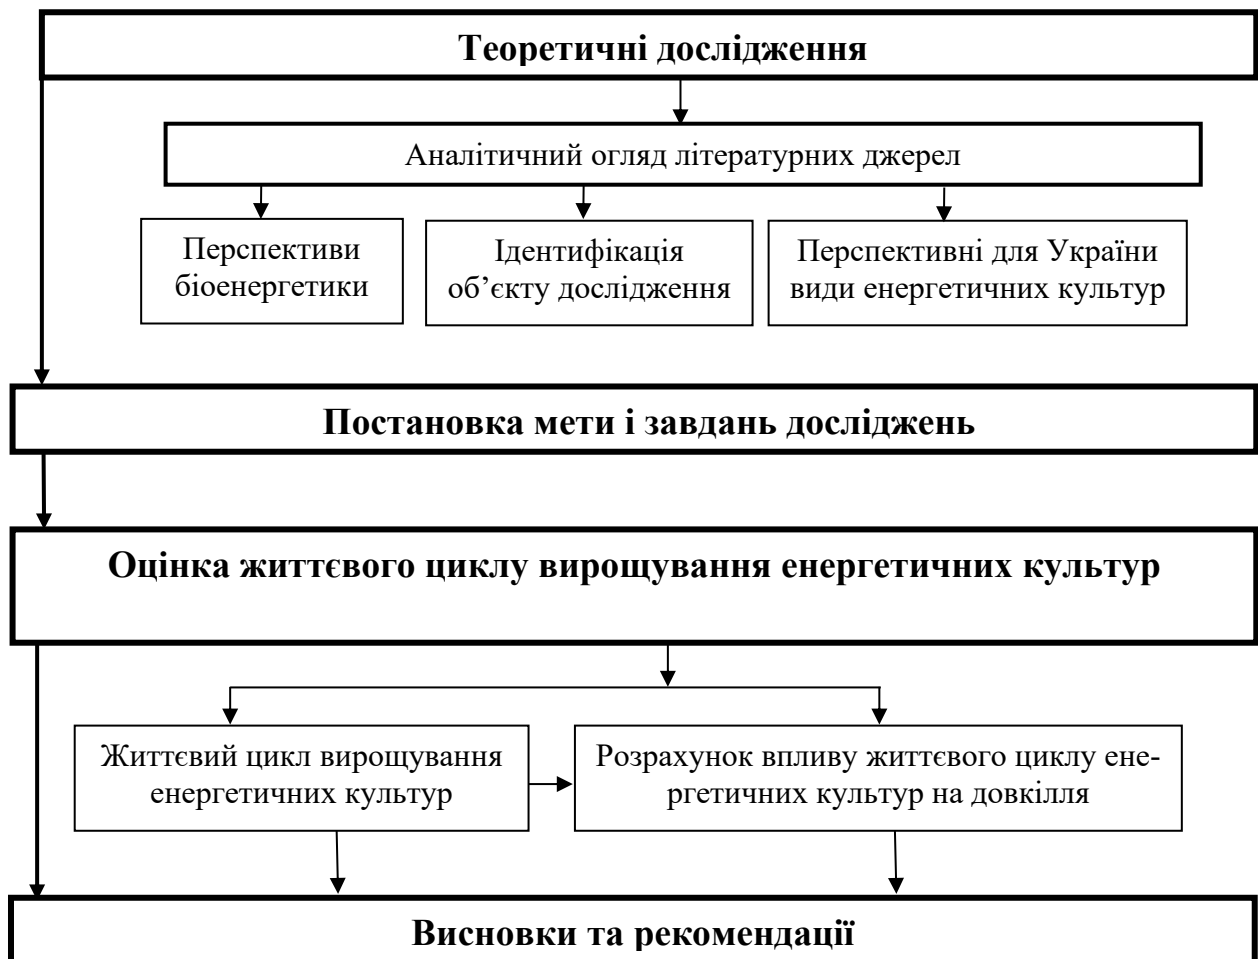 Теоретичні дослідження
Аналітичний огляд літературних джерел
Перспективи
біоенергетики
Ідентифікація
об’єкту дослідження
Перспективні для України
види енергетичних культур
Постановка мети і завдань досліджень
Оцінка життєвого циклу вирощування енергетичних культур
Життєвий цикл вирощування
енергетичних культур
Розрахунок впливу життєвого циклу ене-
ргетичних культур на довкілля
Висновки та рекомендації